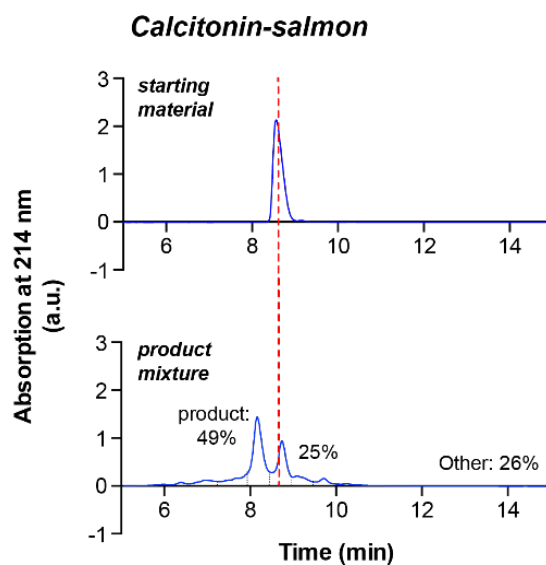 Calcitonin-salmon
starting
material
3
2
1
0
-1
6 8 10 12 14
Absorption at 214 nm
(a.u.)
product
mixture
3
2
1
0
-1
product:
49%
25%
Other: 26%
6 8 10 12 14
Time (min)